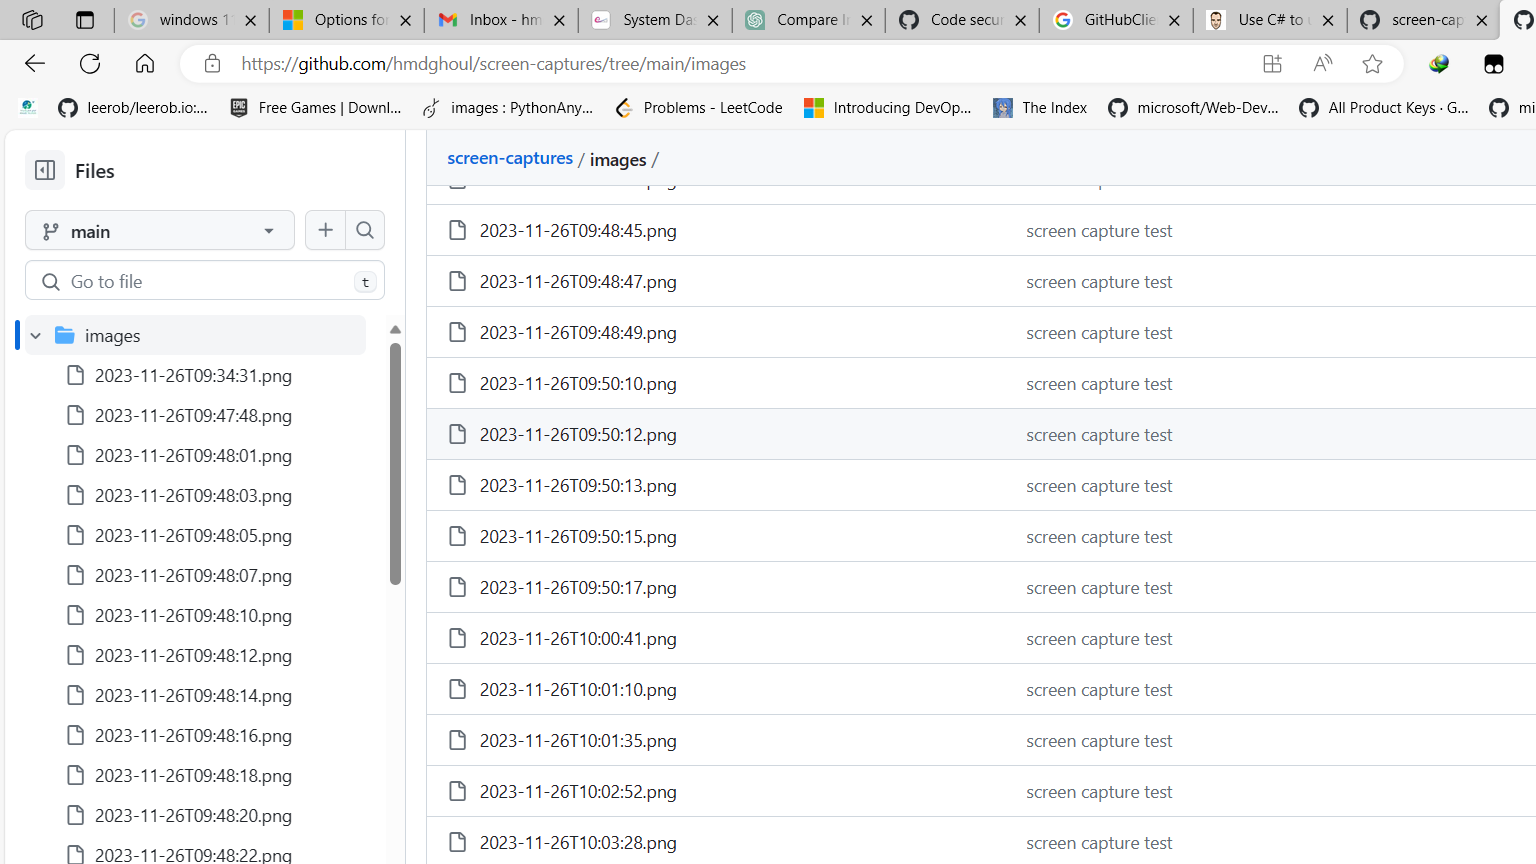 windows 1
Options fo
Inbox - hm
System Da
Compare I
Code secur
GitHubClie
Use C# to
screen-cap
https://github.com/hmdghoul/screen-captures/tree/main/images
leerob/leerob.io:...
Free Games | Downl...
images : PythonAny...
Problems - LeetCode
Introducing DevOp...
The Index
microsoft/Web-Dev...
All Product Keys · G...
mi
Files
main
Go to file
t
images
2023-11-26T09:34:31.png
2023-11-26T09:47:48.png
2023-11-26T09:48:01.png
2023-11-26T09:48:03.png
2023-11-26T09:48:05.png
2023-11-26T09:48:07.png
2023-11-26T09:48:10.png
2023-11-26T09:48:12.png
2023-11-26T09:48:14.png
2023-11-26T09:48:16.png
2023-11-26T09:48:18.png
2023-11-26T09:48:20.png
2023-11-26T09:48:22.png
screen-captures / images /
2023-11-26T09:48:45.png screen capture test
2023-11-26T09:48:47.png screen capture test
2023-11-26T09:48:49.png screen capture test
2023-11-26T09:50:10.png screen capture test
2023-11-26T09:50:12.png screen capture test
2023-11-26T09:50:13.png screen capture test
2023-11-26T09:50:15.png screen capture test
2023-11-26T09:50:17.png screen capture test
2023-11-26T10:00:41.png screen capture test
2023-11-26T10:01:10.png screen capture test
2023-11-26T10:01:35.png screen capture test
2023-11-26T10:02:52.png screen capture test
2023-11-26T10:03:28.png screen capture test